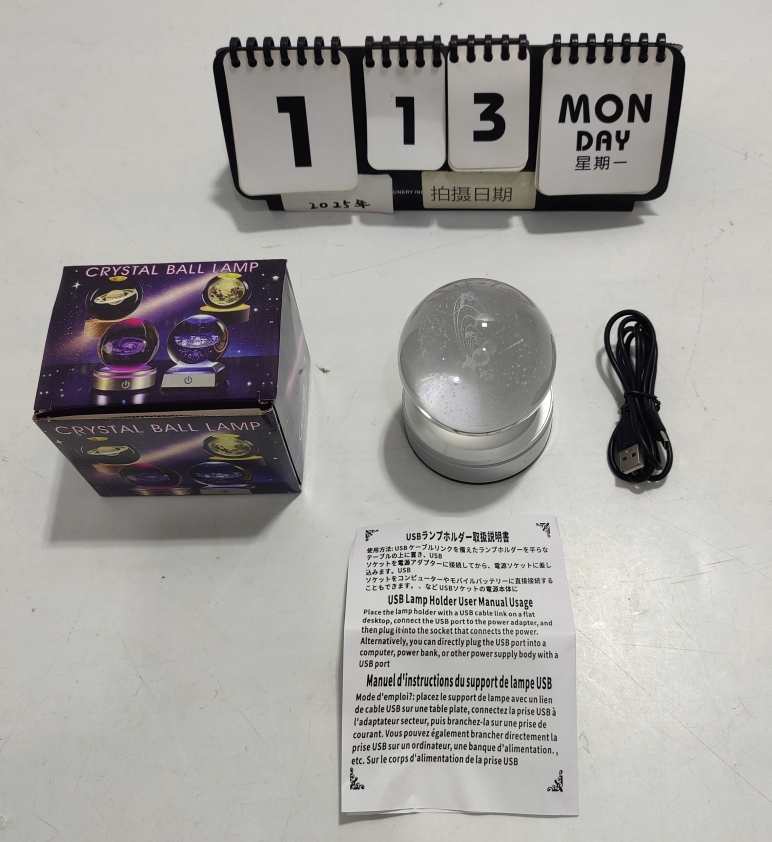 1
1
3
MON
DAY
星期一
2025年
拍摄日期
CRYSTAL BALL LAMP
CRYSTAL BALL LAMP
USBランプホルダー取扱説明書
使用方法: USBケーブルリンクを備えたランプホルダーを平らな
テーブルの上に置き、USB
ソケットを電源アダプターに接続してから、電源ソケットに差し
込みます。USB
ソケットをコンピューターやモバイルバッテリーに直接接続する
こともできます。、など USBソケットの電源本体に
USB Lamp Holder User Manual Usage
Place the lamp holder with a USB cable link on a flat
desktop, connect the USB port to the power adapter, and
then plug it into the socket that connects the power.
Alternatively, you can directly plug the USB port into a
computer, power bank, or other power supply body with a
USB port
Manuel d'instructions du support de lampe USB
Mode d'emploi?: placez le support de lampe avec un lien
de cable USB sur une table plate, connectez la prise USB à
l'adaptateur secteur, puis branchez-la sur une prise de
courant. Vous pouvez également brancher directement la
prise USB sur un ordinateur, une banque d'alimentation. ,
etc. Sur le corps d'alimentation de la prise USB